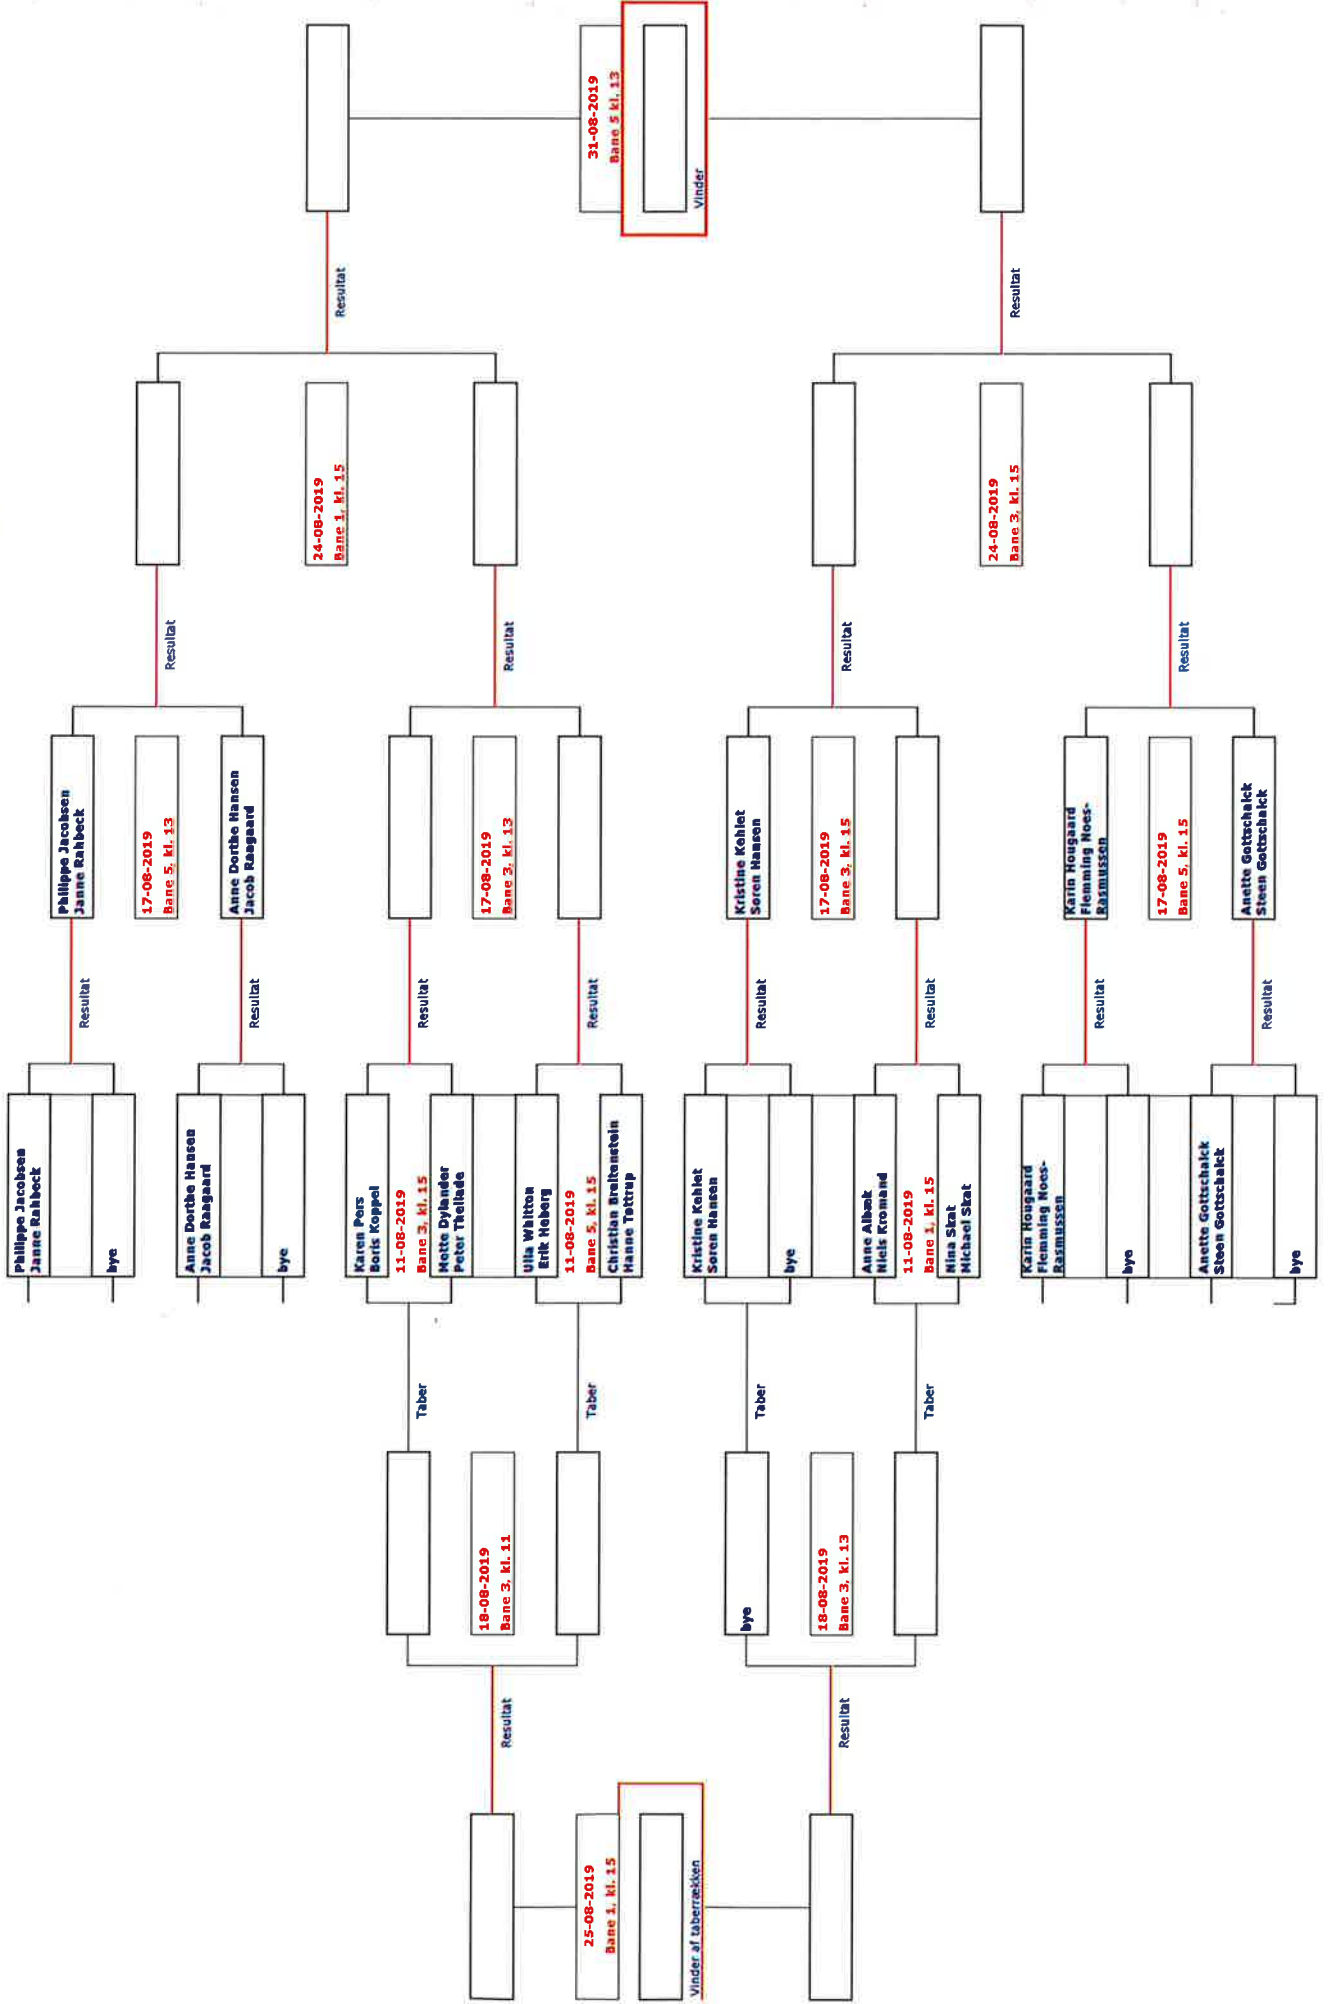 25-08-2019
Bane 1, kl. 15
Vinder af taberrækken
Resultat
Resultat
18-08-2019
Bane 3, kl. 11
bye
18-08-2019
Bane 3, kl. 13
Taber
Taber
Taber
Taber
Philippe Jacobsen
Janne Rahbeck
bye
Anne Dorthe Hansen
Jacob Raagaard
bye
Karen Pers
Boris Koppel
11-08-2019
Bane 3, kl. 15
Mette Dylander
Peter Thellade
Ulla Whitton
Erik Høberg
11-08-2019
Bane 5, kl. 15
Christian Breitenstein
Hanne Tøttrup
Kristine Kehlet
Søren Hansen
bye
Anne Albæk
Niels Kromand
11-08-2019
Bane 1, kl. 15
Nina Skat
Michael Skat
Karin Hougaard
Flemming Noes-
Rasmussen
bye
Anette Gottschalck
Steen Gottschalck
bye
Resultat
Resultat
Resultat
Resultat
Resultat
Resultat
Resultat
Resultat
Philippe Jacobsen
Janne Rahbeck
17-08-2019
Bane 5, kl. 13
Anne Dorthe Hansen
Jacob Raagaard
17-08-2019
Bane 3, kl. 13
Kristine Kehlet
Søren Hansen
17-08-2019
Bane 3, kl. 15
Karin Hougaard
Flemming Noes-
Rasmussen
17-08-2019
Bane 5, kl. 15
Anette Gottschalck
Steen Gottschalck
Resultat
Resultat
Resultat
Resultat
24-08-2019
Bane 1, kl. 15
24-08-2019
Bane 3, kl. 15
Resultat
Resultat
31-08-2019
Bane 5 kl. 13
Vinder